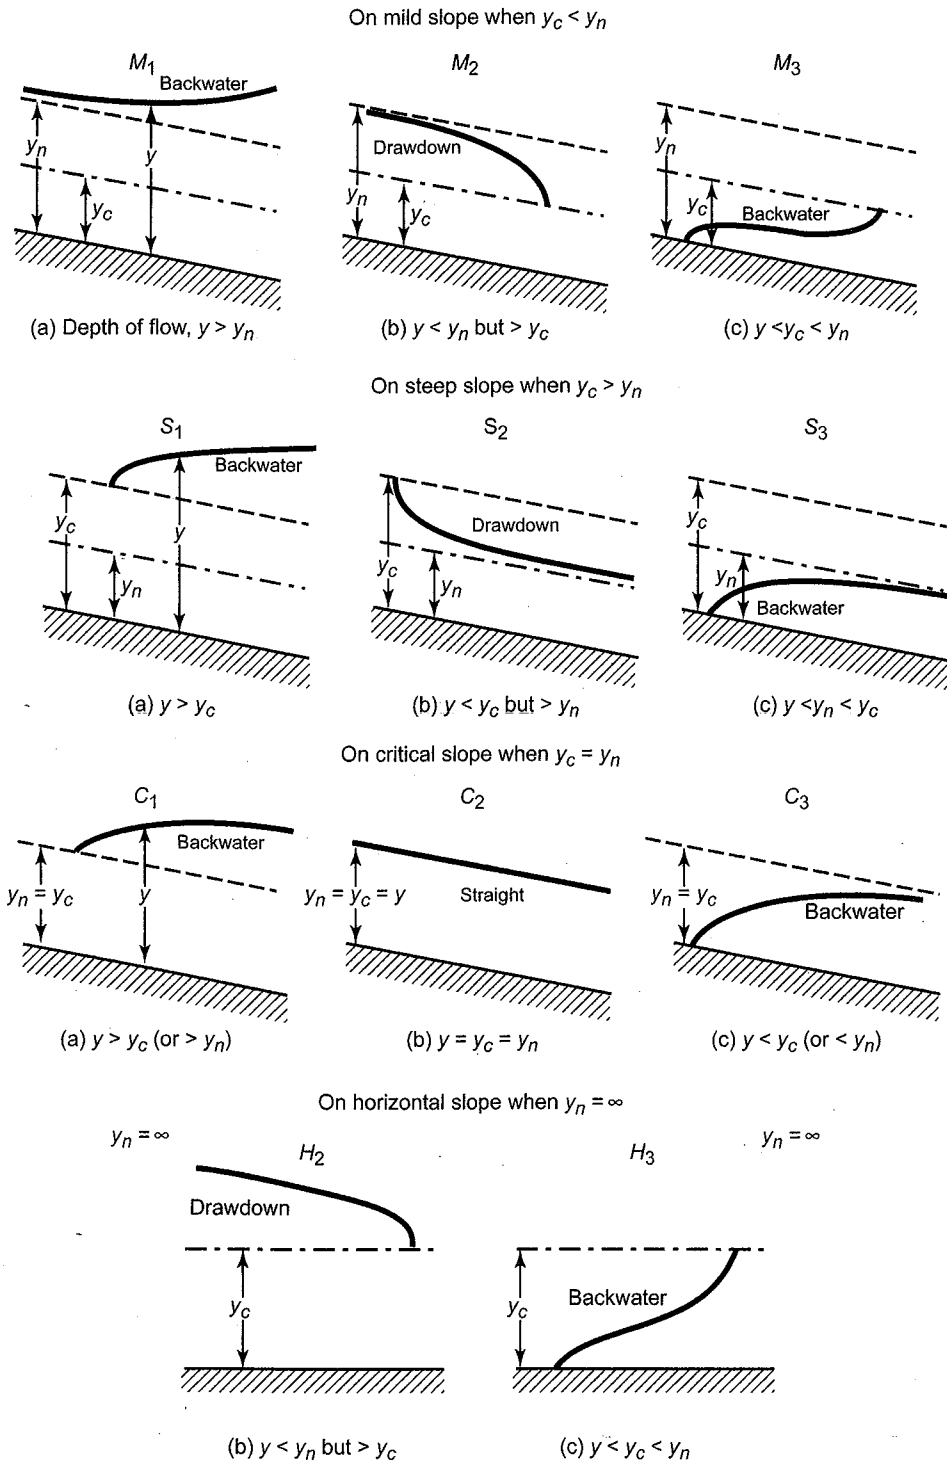 On mild slope when y_c < y_n
M_1 M_2 M_3
Backwater
Drawdown
Backwater
y_n y y_n y_n
y_c y_c y_c
(a) Depth of flow, y > y_n (b) y < y_n but > y_c (c) y <y_c < y_n
On steep slope when y_c > y_n
S_1 S_2 S_3
Backwater Drawdown Backwater
y_c y y_c y_c
y_n y_n y_n
(a) y > y_c (b) y < y_c but > y_n (c) y <y_n < y_c
On critical slope when y_c = y_n
C_1 C_2 C_3
Backwater Straight Backwater
y_n = y_c y y_n = y_c = y y_n = y_c
(a) y > y_c (or > y_n) (b) y = y_c = y_n (c) y < y_c (or < y_n)
On horizontal slope when y_n = ∞
y_n = ∞ H_2 H_3 y_n = ∞
Drawdown
Backwater
y_c y_c
(b) y < y_n but > y_c (c) y < y_c < y_n